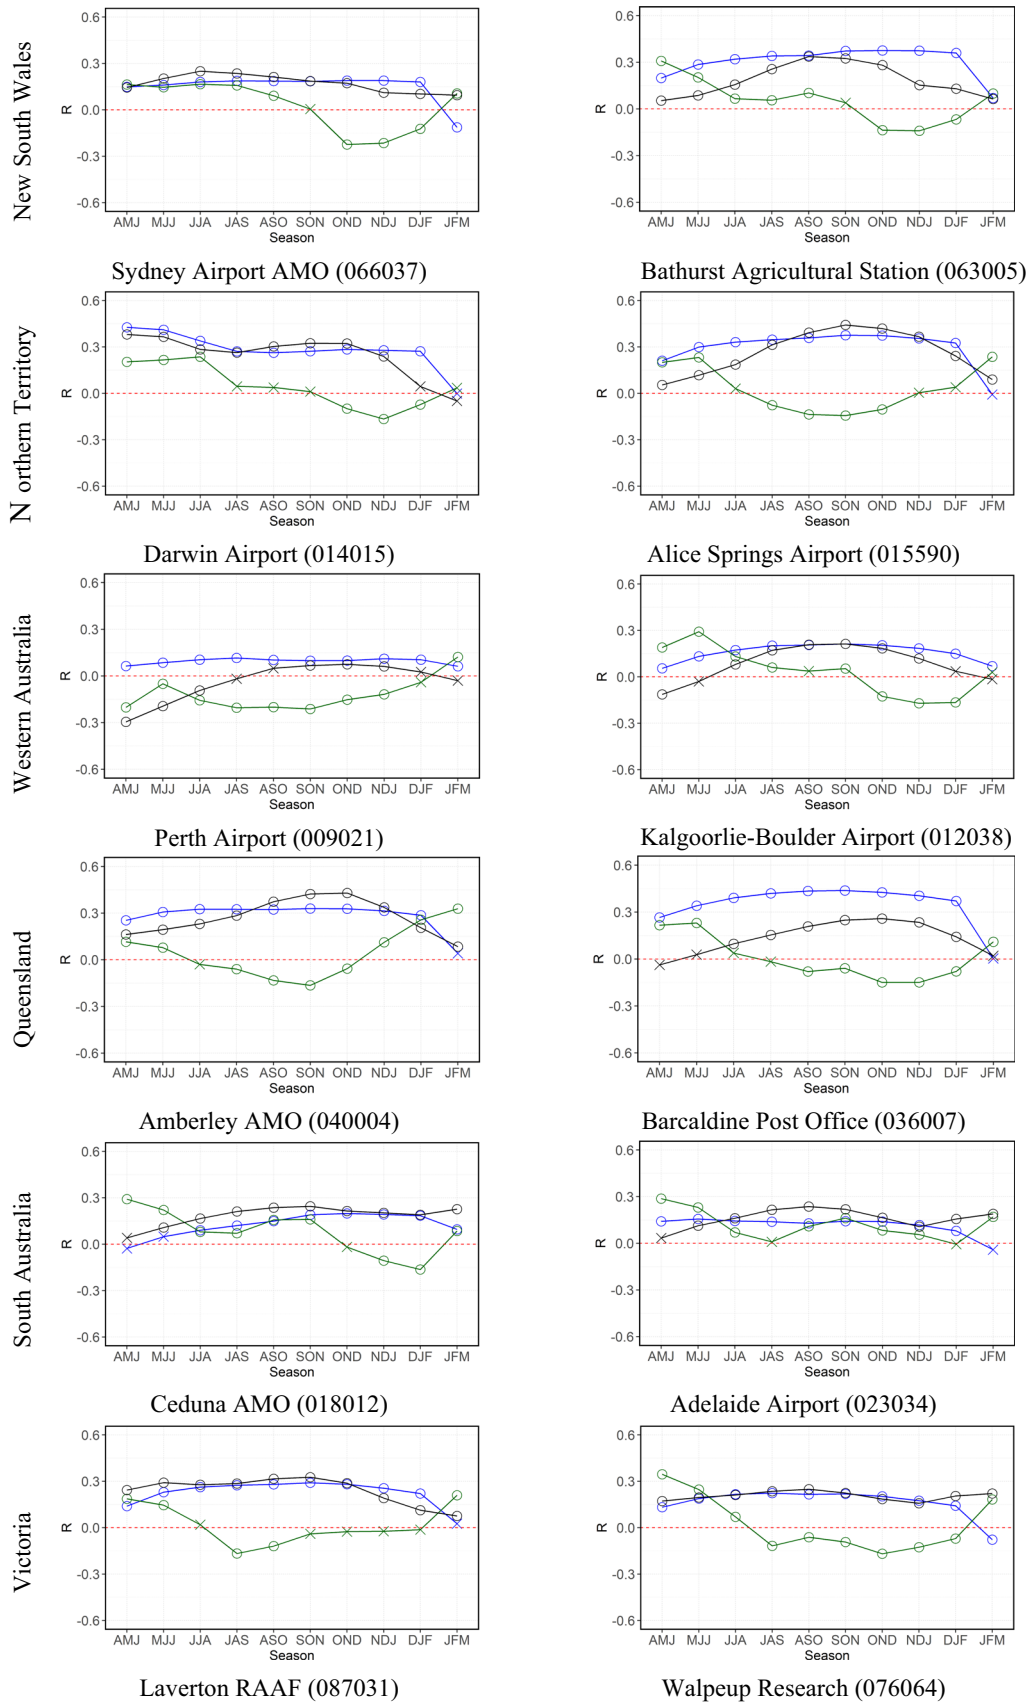 New South Wales
0.6
0.3
0.0
-0.3
-0.6
R
AMJ MJJ JJA JAS ASO SON OND NDJ DJF JFM
Season
Sydney Airport AMO (066037)
0.6
0.3
0.0
-0.3
-0.6
R
AMJ MJJ JJA JAS ASO SON OND NDJ DJF JFM
Season
Bathurst Agricultural Station (063005)
N orthern Territory
0.6
0.3
0.0
-0.3
-0.6
R
AMJ MJJ JJA JAS ASO SON OND NDJ DJF JFM
Season
Darwin Airport (014015)
0.6
0.3
0.0
-0.3
-0.6
R
AMJ MJJ JJA JAS ASO SON OND NDJ DJF JFM
Season
Alice Springs Airport (015590)
Western Australia
0.6
0.3
0.0
-0.3
-0.6
R
AMJ MJJ JJA JAS ASO SON OND NDJ DJF JFM
Season
Perth Airport (009021)
0.6
0.3
0.0
-0.3
-0.6
R
AMJ MJJ JJA JAS ASO SON OND NDJ DJF JFM
Season
Kalgoorlie-Boulder Airport (012038)
Queensland
0.6
0.3
0.0
-0.3
-0.6
R
AMJ MJJ JJA JAS ASO SON OND NDJ DJF JFM
Season
Amberley AMO (040004)
0.6
0.3
0.0
-0.3
-0.6
R
AMJ MJJ JJA JAS ASO SON OND NDJ DJF JFM
Season
Barcaldine Post Office (036007)
South Australia
0.6
0.3
0.0
-0.3
-0.6
R
AMJ MJJ JJA JAS ASO SON OND NDJ DJF JFM
Season
Ceduna AMO (018012)
0.6
0.3
0.0
-0.3
-0.6
R
AMJ MJJ JJA JAS ASO SON OND NDJ DJF JFM
Season
Adelaide Airport (023034)
Victoria
0.6
0.3
0.0
-0.3
-0.6
R
AMJ MJJ JJA JAS ASO SON OND NDJ DJF JFM
Season
Laverton RAAF (087031)
0.6
0.3
0.0
-0.3
-0.6
R
AMJ MJJ JJA JAS ASO SON OND NDJ DJF JFM
Season
Walpeup Research (076064)